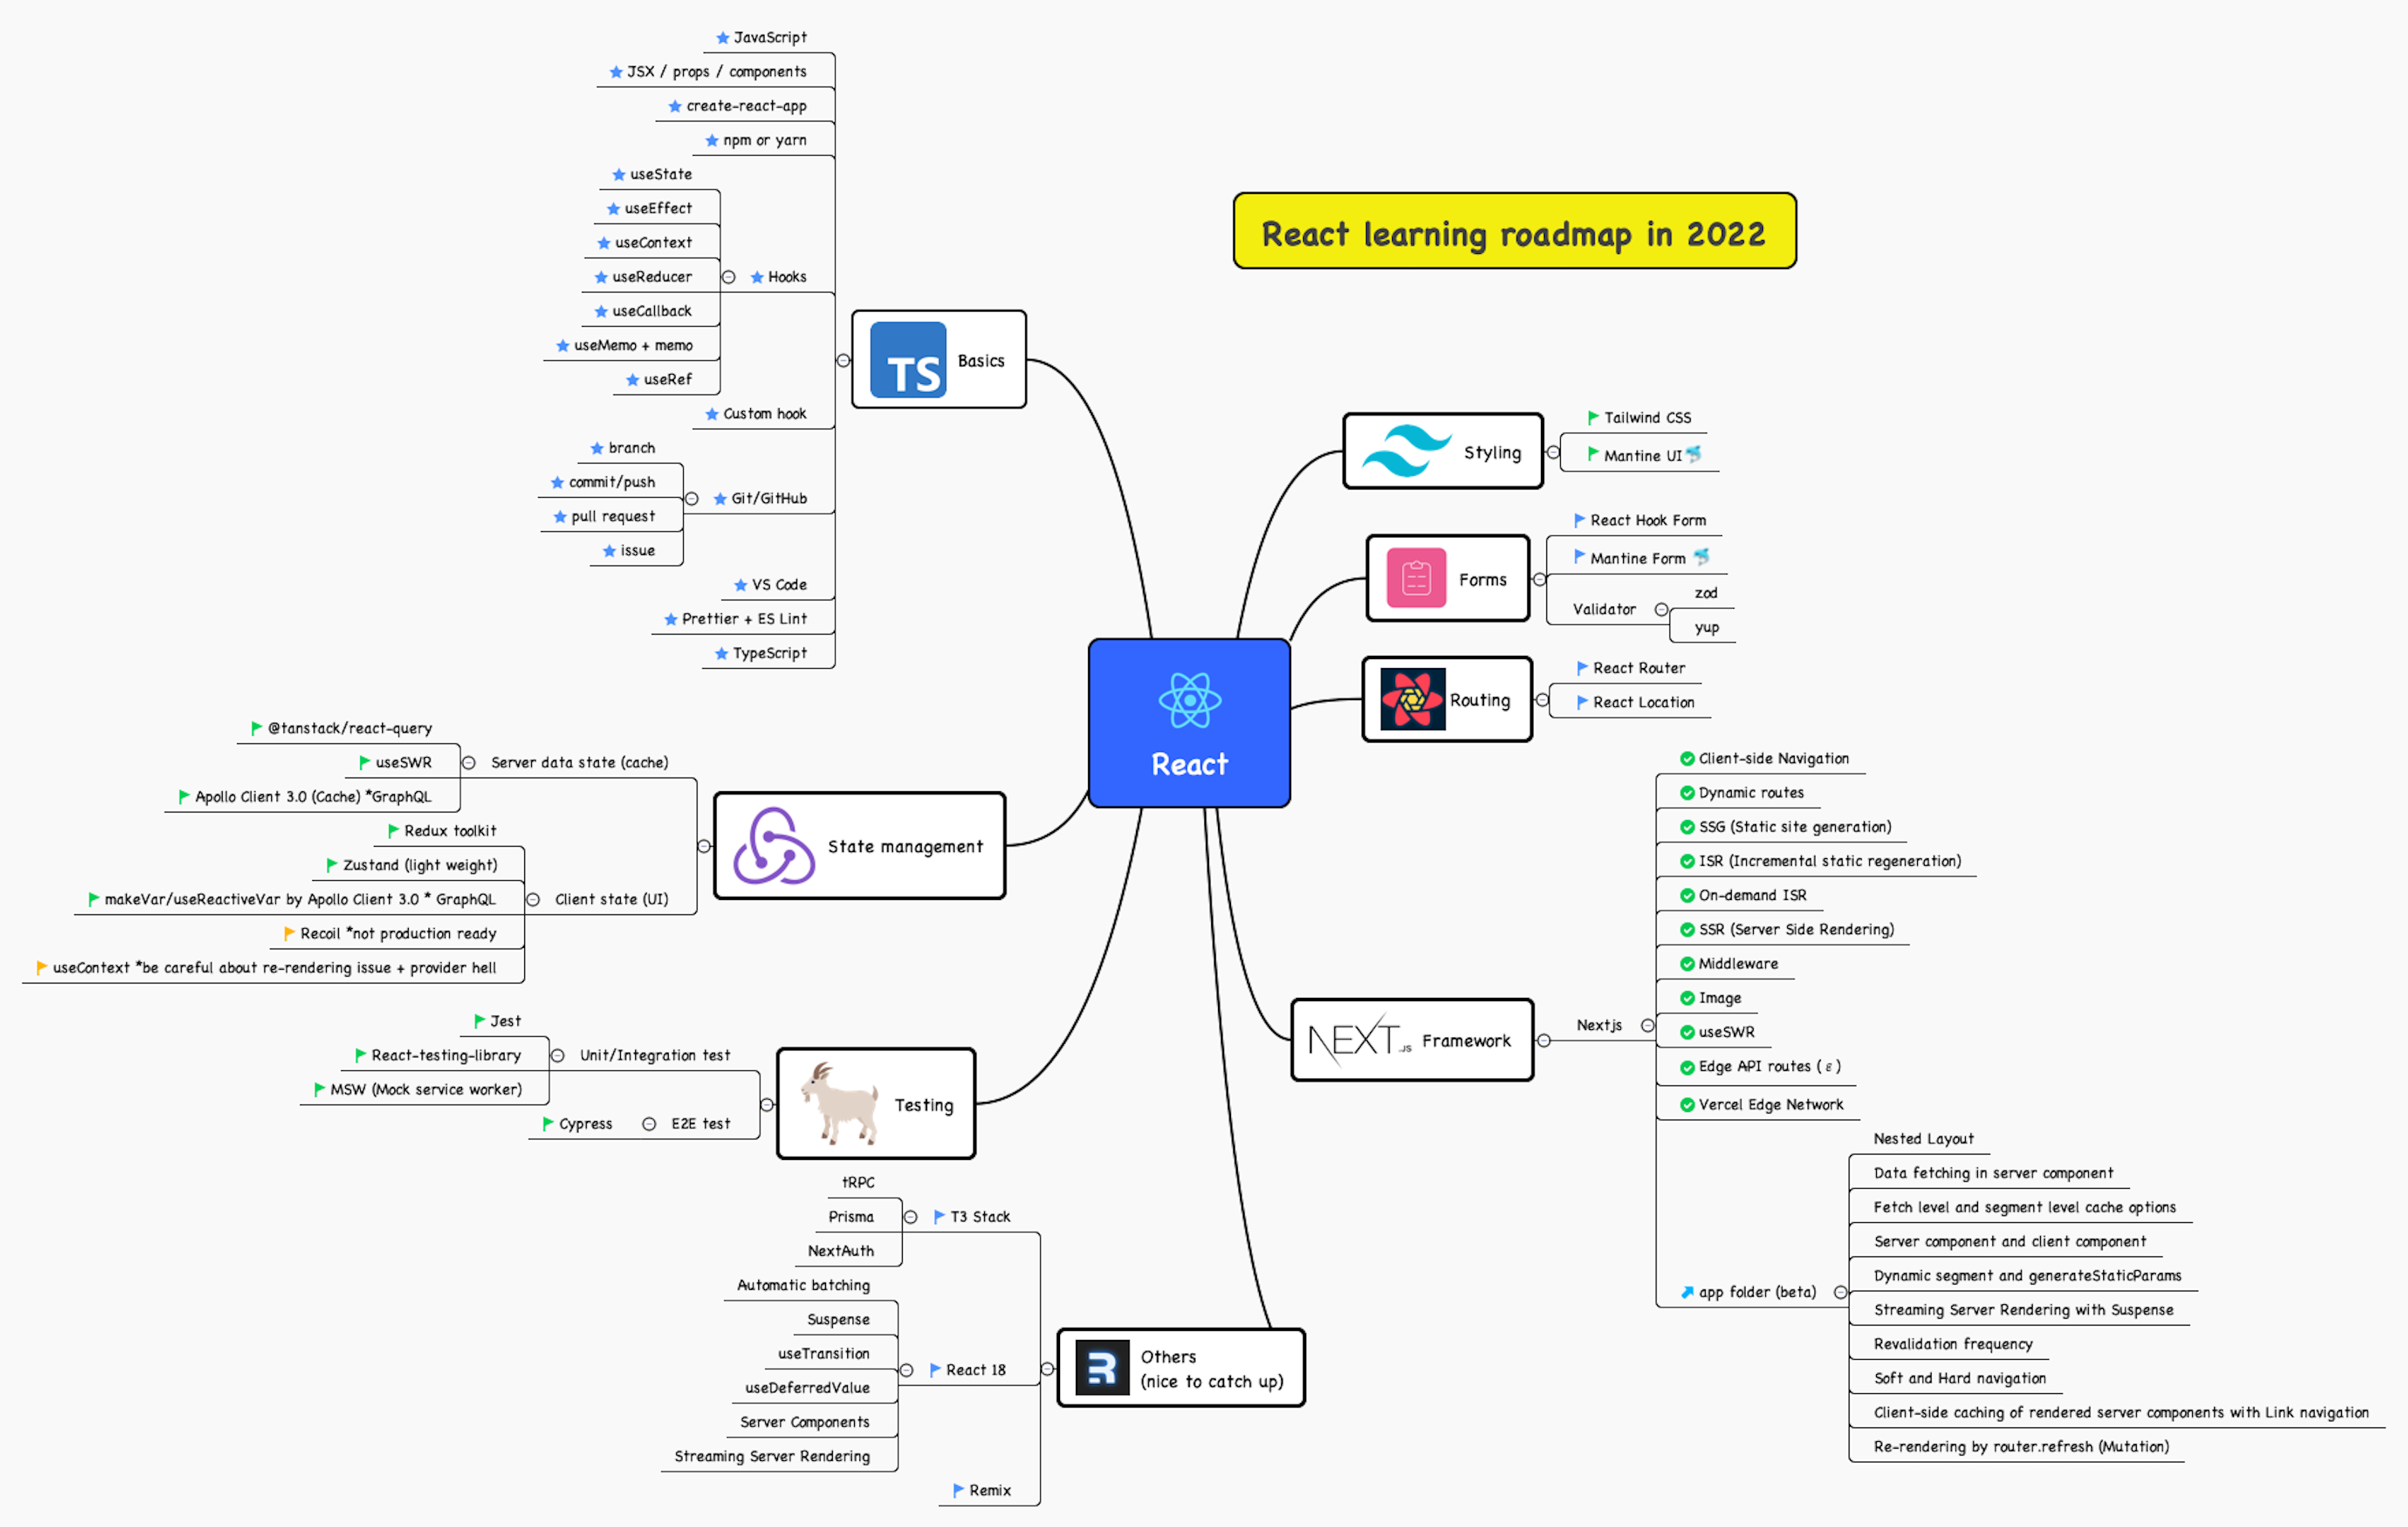 React learning roadmap in 2022
React
TS
Basics
JavaScript
JSX / props / components
create-react-app
npm or yarn
Hooks
useState
useEffect
useContext
useReducer
useCallback
useMemo + memo
useRef
Custom hook
Git/GitHub
branch
commit/push
pull request
issue
VS Code
Prettier + ES Lint
TypeScript
State management
Server data state (cache)
@tanstack/react-query
useSWR
Apollo Client 3.0 (Cache) *GraphQL
Client state (UI)
Redux toolkit
Zustand (light weight)
makeVar/useReactiveVar by Apollo Client 3.0 * GraphQL
Recoil *not production ready
useContext *be careful about re-rendering issue + provider hell
Testing
Unit/Integration test
Jest
React-testing-library
MSW (Mock service worker)
E2E test
Cypress
Others
(nice to catch up)
T3 Stack
tRPC
Prisma
NextAuth
React 18
Automatic batching
Suspense
useTransition
useDeferredValue
Server Components
Streaming Server Rendering
Remix
Styling
Tailwind CSS
Mantine UI
Forms
React Hook Form
Mantine Form
Validator
zod
yup
Routing
React Router
React Location
NEXT.JS
Framework
Nextjs
Client-side Navigation
Dynamic routes
SSG (Static site generation)
ISR (Incremental static regeneration)
On-demand ISR
SSR (Server Side Rendering)
Middleware
Image
useSWR
Edge API routes ( ε )
Vercel Edge Network
app folder (beta)
Nested Layout
Data fetching in server component
Fetch level and segment level cache options
Server component and client component
Dynamic segment and generateStaticParams
Streaming Server Rendering with Suspense
Revalidation frequency
Soft and Hard navigation
Client-side caching of rendered server components with Link navigation
Re-rendering by router.refresh (Mutation)